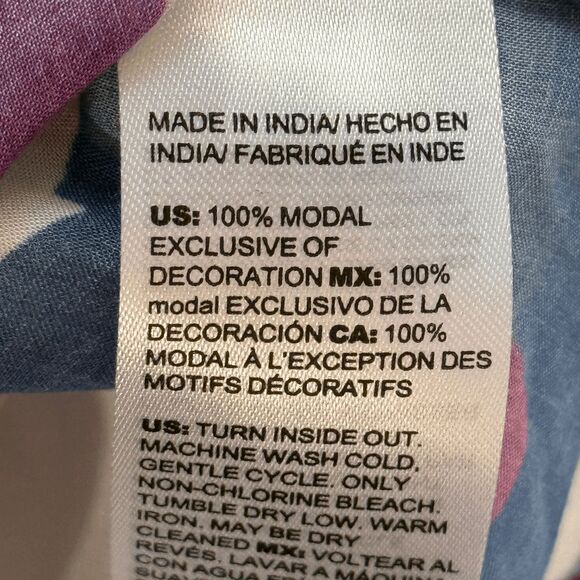 MADE IN INDIA/ HECHO EN
INDIA/ FABRIQUÉ EN INDE
US: 100% MODAL
EXCLUSIVE OF
DECORATION MX: 100%
modal EXCLUSIVO DE LA
DECORACIÓN CA: 100%
MODAL À L'EXCEPTION DES
MOTIFS DÉCORATIFS
US: TURN INSIDE OUT.
MACHINE WASH COLD,
GENTLE CYCLE. ONLY
NON-CHLORINE BLEACH.
TUMBLE DRY LOW. WARM
IRON. MAY BE DRY
CLEANED MX: VOLTEAR AL
REVÉS. LAVAR A MÁQUINA
CON AGUA